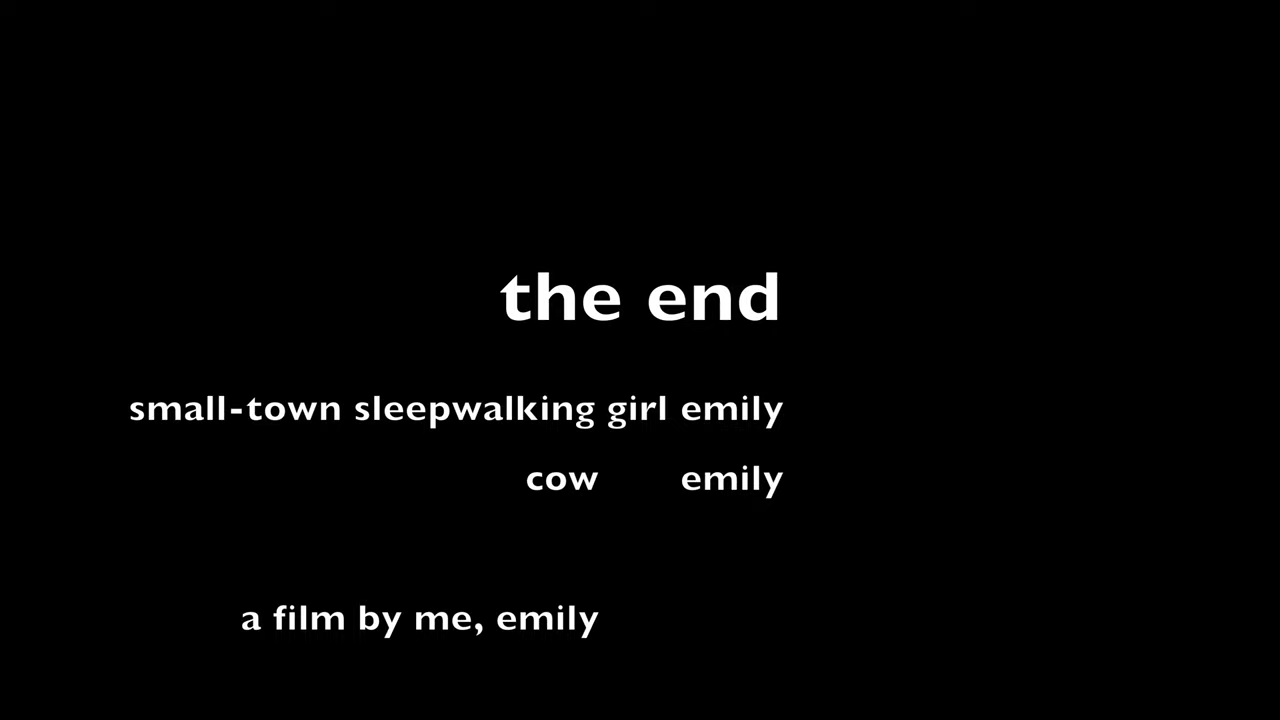 the end
small-town sleepwalking girl emily
cow emily
a film by me, emily